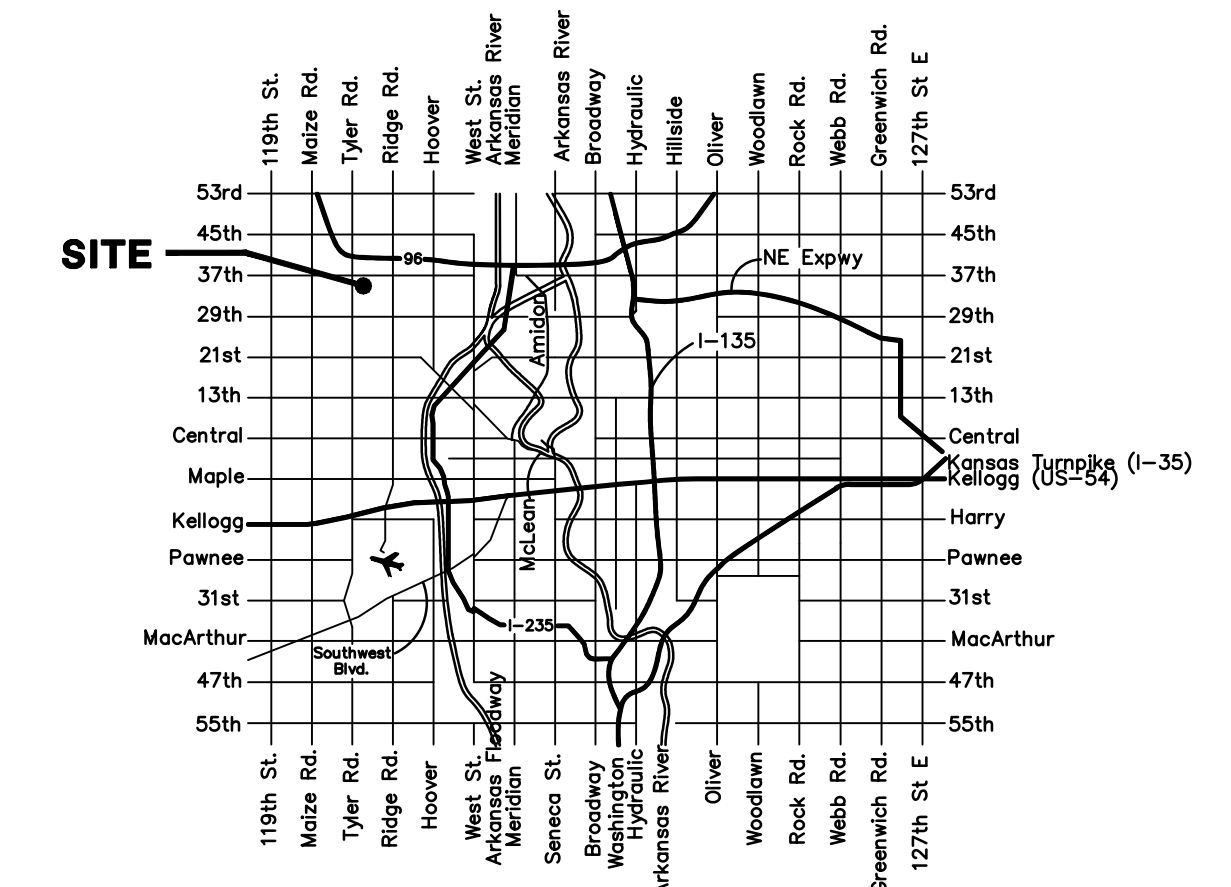 119th St.
Maize Rd.
Tyler Rd.
Ridge Rd.
Hoover
West St.
Arkansas River
Meridian
Arkansas River
Broadway
Hydraulic
Hillside
Oliver
Woodlawn
Rock Rd.
Webb Rd.
Greenwich Rd.
127th St E
53rd
53rd
45th
45th
SITE
96
NE Expwy
37th
37th
29th
29th
Amidon
I-135
21st
21st
13th
13th
Central
Central
Kansas Turnpike (I-35)
Maple
Kellogg (US-54)
McLean
Kellogg
Harry
Pawnee
Pawnee
31st
31st
I-235
MacArthur
MacArthur
Southwest
Blvd.
47th
47th
55th
55th
119th St.
Maize Rd.
Tyler Rd.
Ridge Rd.
Hoover
West St.
Arkansas Floodway
Meridian
Seneca St.
Broadway
Washington
Hydraulic
Arkansas River
Oliver
Woodlawn
Rock Rd.
Webb Rd.
Greenwich Rd.
127th St E